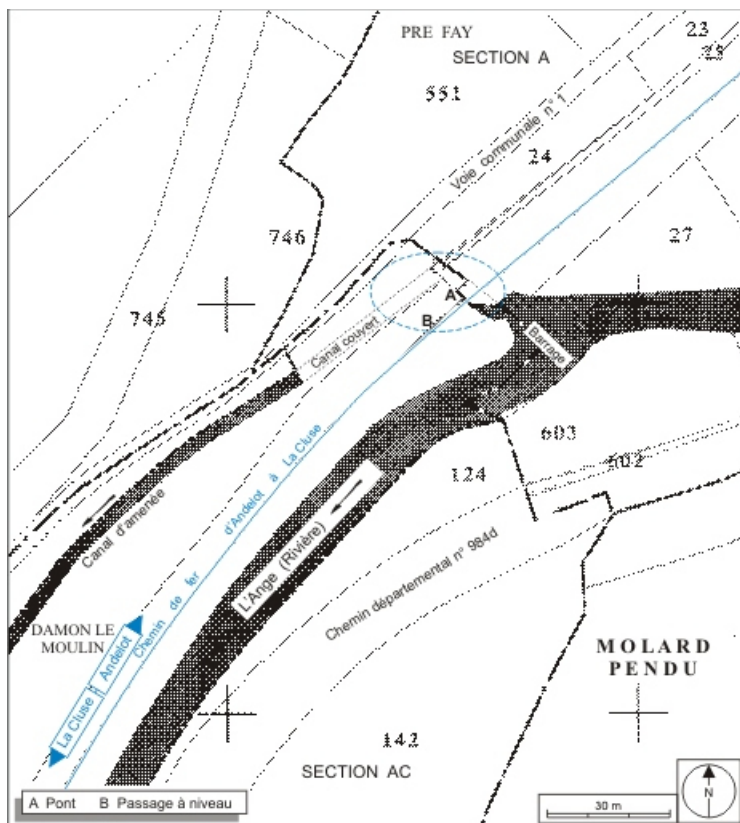 PRE FAY
SECTION A
23
25
551
Voie communale n° 1
24
27
746
745
A
B
Canal couvert
Barrage
603
602
124
Canal d'amenée
L'Ange (Rivière)
Chemin de fer d'Andelot à La Cluse
Chemin départemental n° 984d
DAMON LE
MOULIN
La Cluse
Andelot
MOLARD
PENDU
142
SECTION AC
A Pont B Passage à niveau
30 m
N